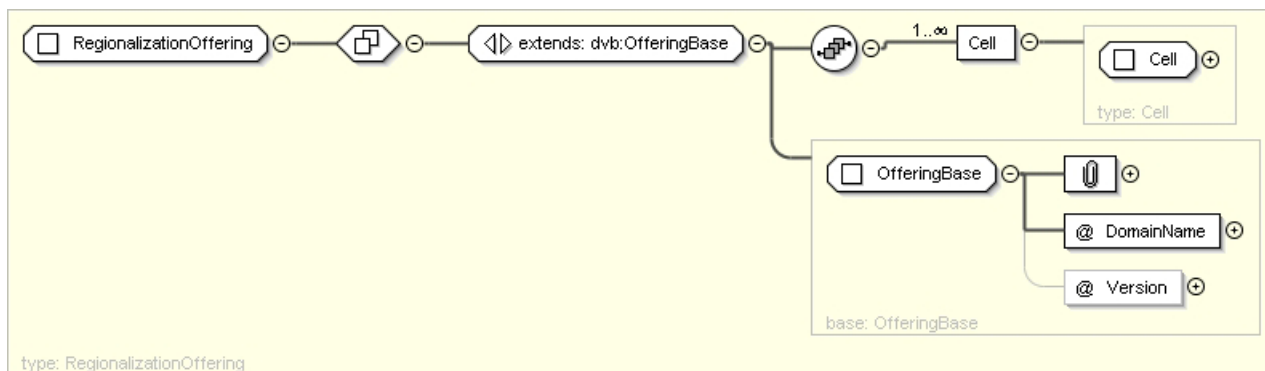 RegionalizationOffering
extends: dvb:OfferingBase
1..∞
Cell
Cell
type: Cell
OfferingBase
@ DomainName
@ Version
base: OfferingBase
type: RegionalizationOffering